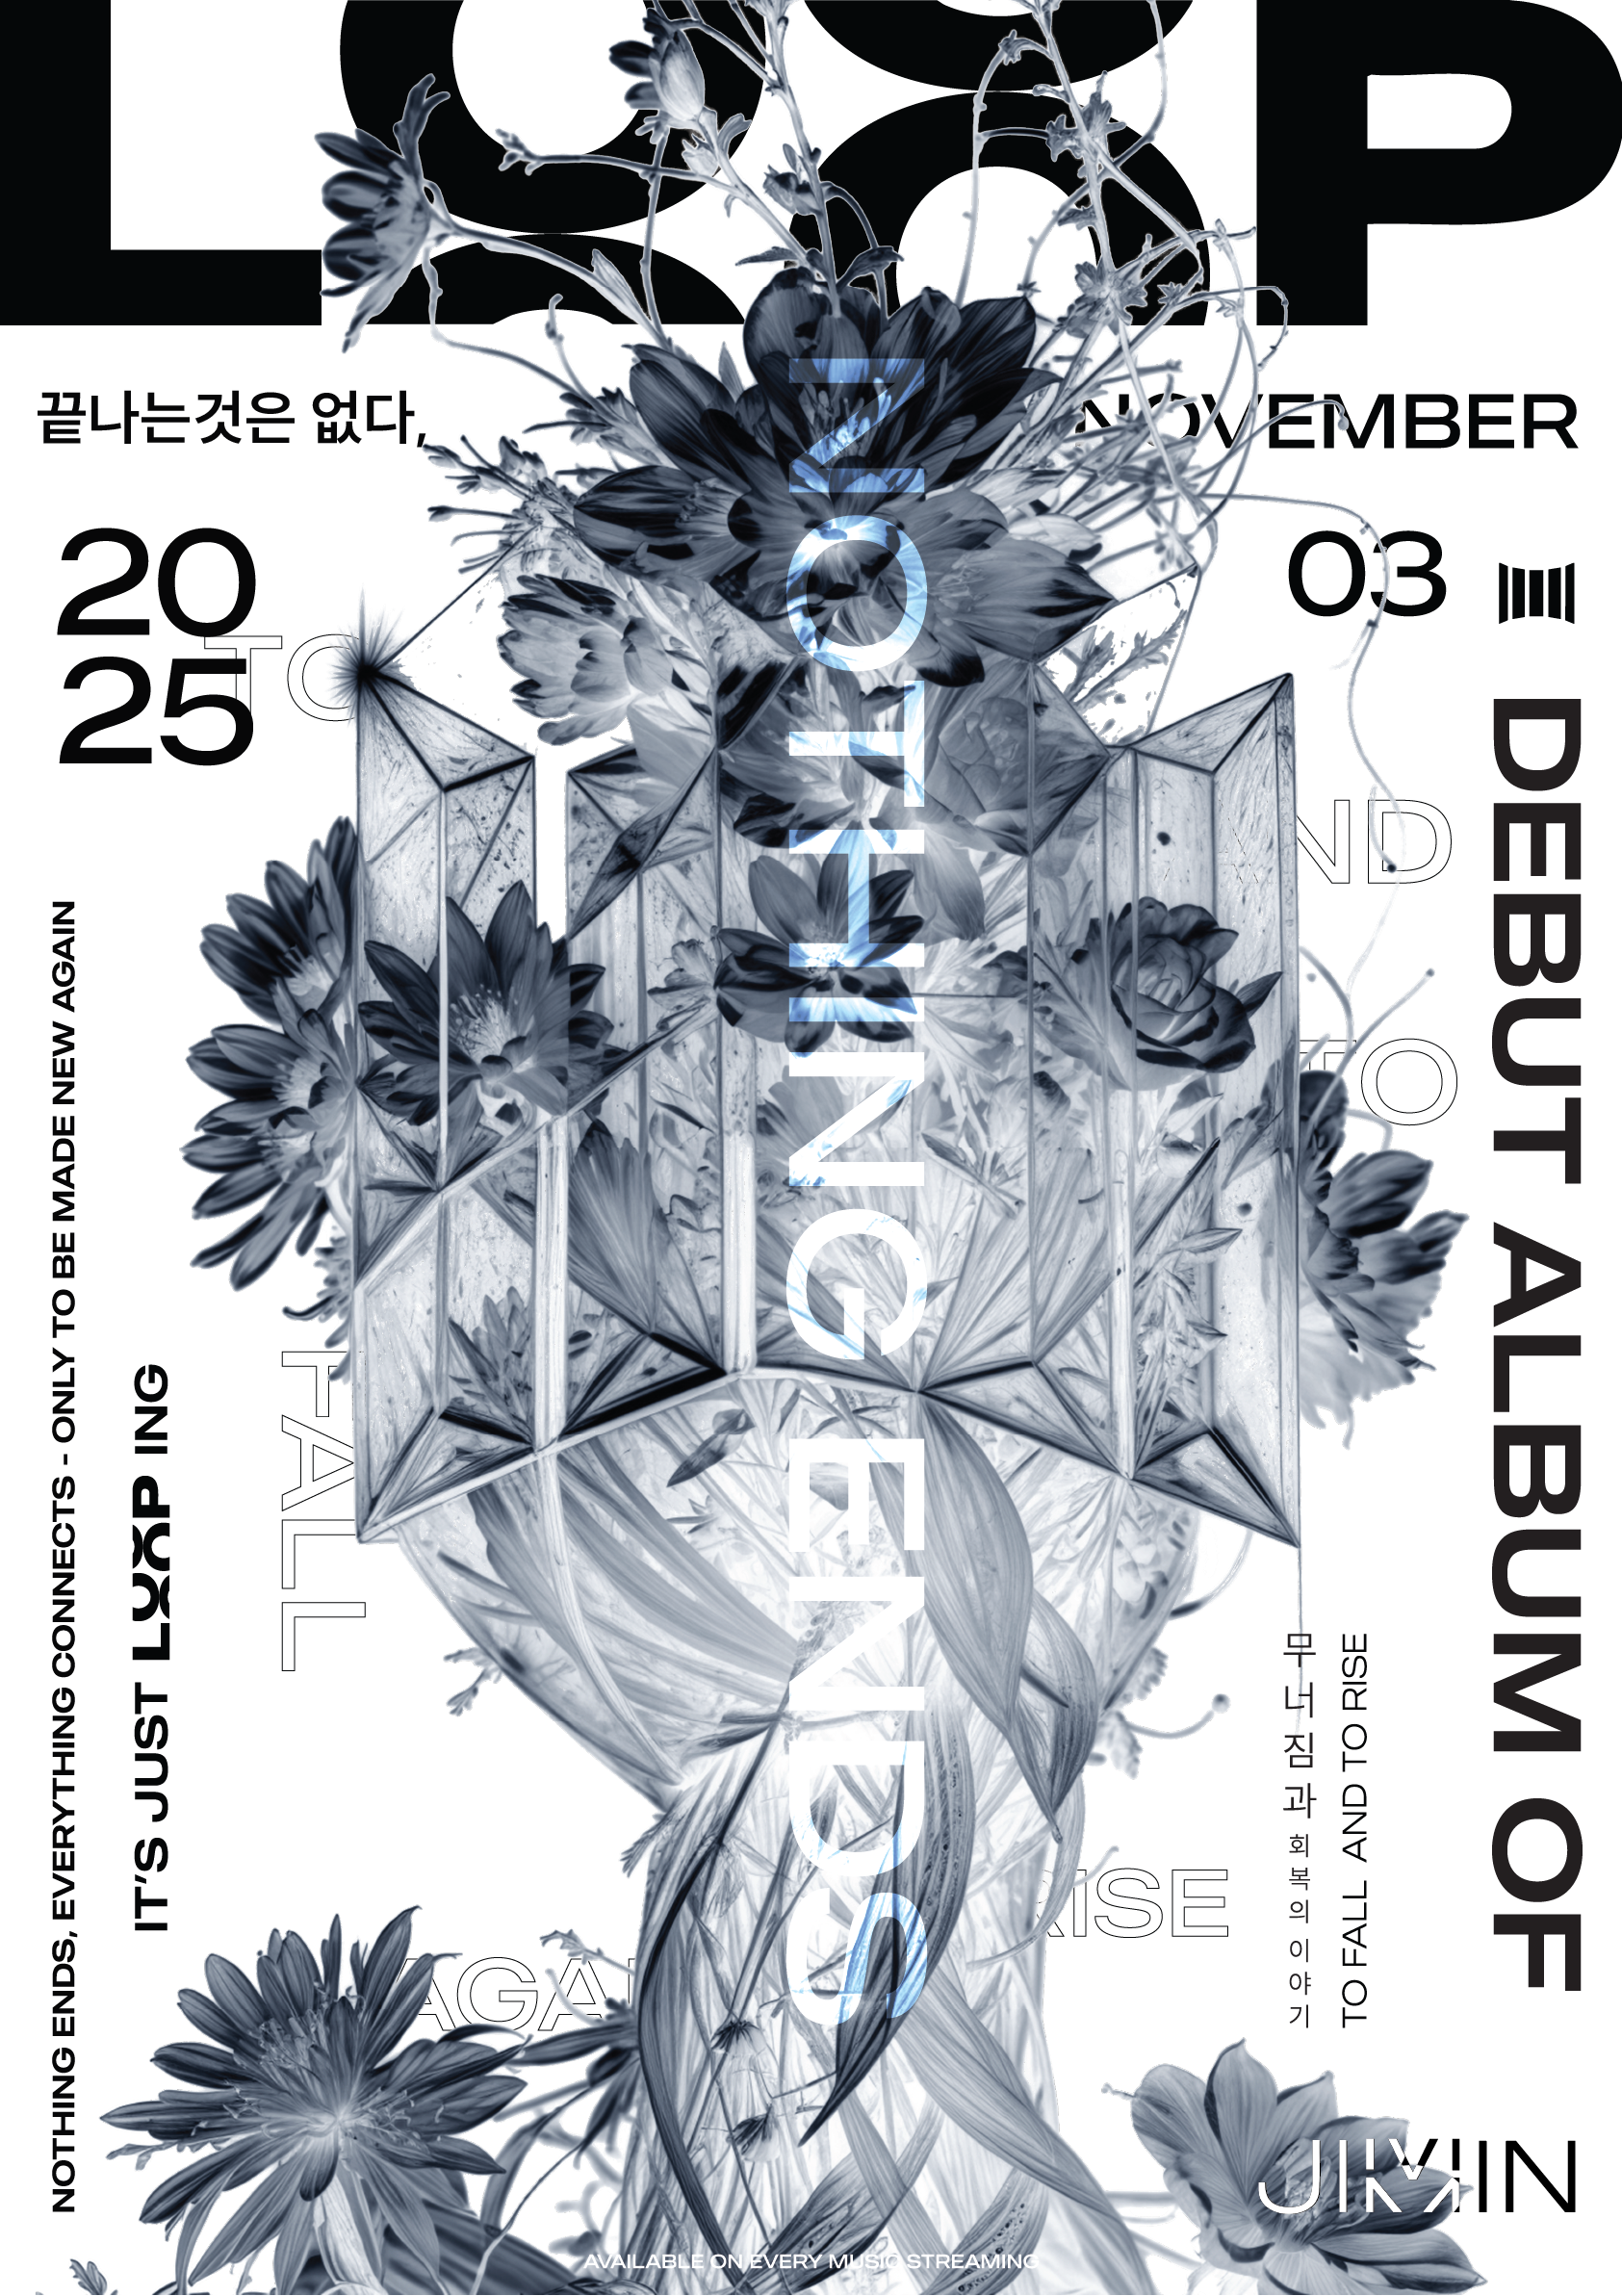 LOOP
끝나는것은 없다,
NOVEMBER
20
25
03
TO
ND
TO
FALL
RISE
AGAI
NOTHING ENDS
DEBUT ALBUM OF
NOTHING ENDS, EVERYTHING CONNECTS - ONLY TO BE MADE NEW AGAIN
IT'S JUST LOOP ING
무너짐과 회복의 이야기
TO FALL AND TO RISE
AVAILABLE ON EVERY MUSIC STREAMING